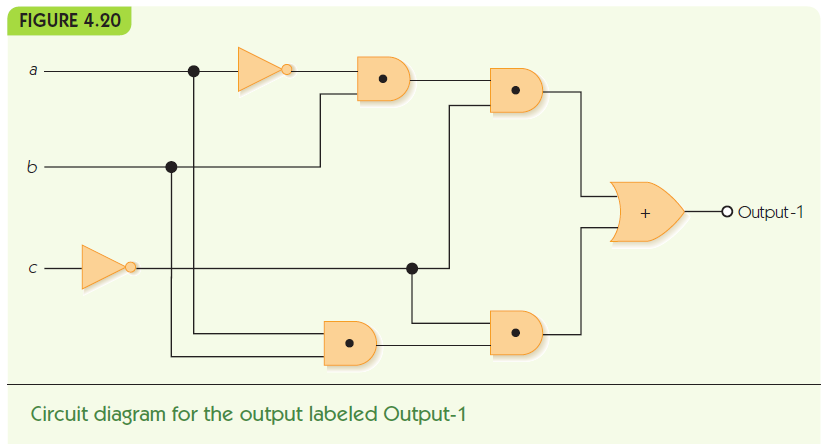 FIGURE 4.20
a
b
c
+
Output-1
Circuit diagram for the output labeled Output-1